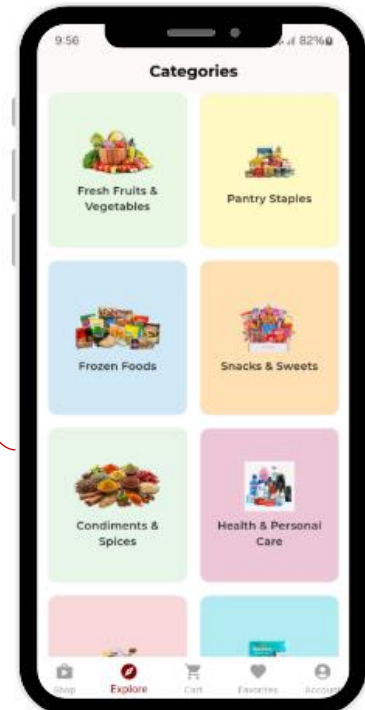 9:56
82%
Categories
Fresh Fruits &
Vegetables
Pantry Staples
Frozen Foods
Snacks & Sweets
Condiments &
Spices
Health & Personal
Care
Shop
Explore
Cart
Favorites
Account